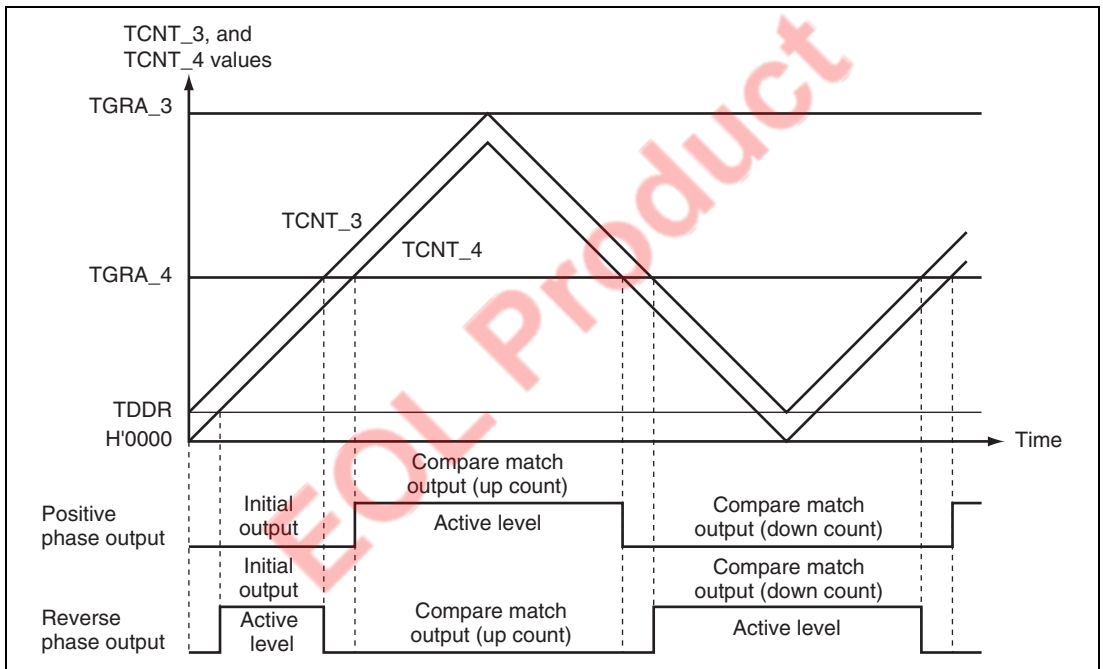 TCNT_3, and
TCNT_4 values
TGRA_3
TCNT_3
TCNT_4
TGRA_4
TDDR
H'0000
Time
EOL Product
Compare match
output (up count)
Positive
phase output
Initial
output
Active level
Compare match
output (down count)
Initial
output
Compare match
output (down count)
Reverse
phase output
Active
level
Compare match
output (up count)
Active level